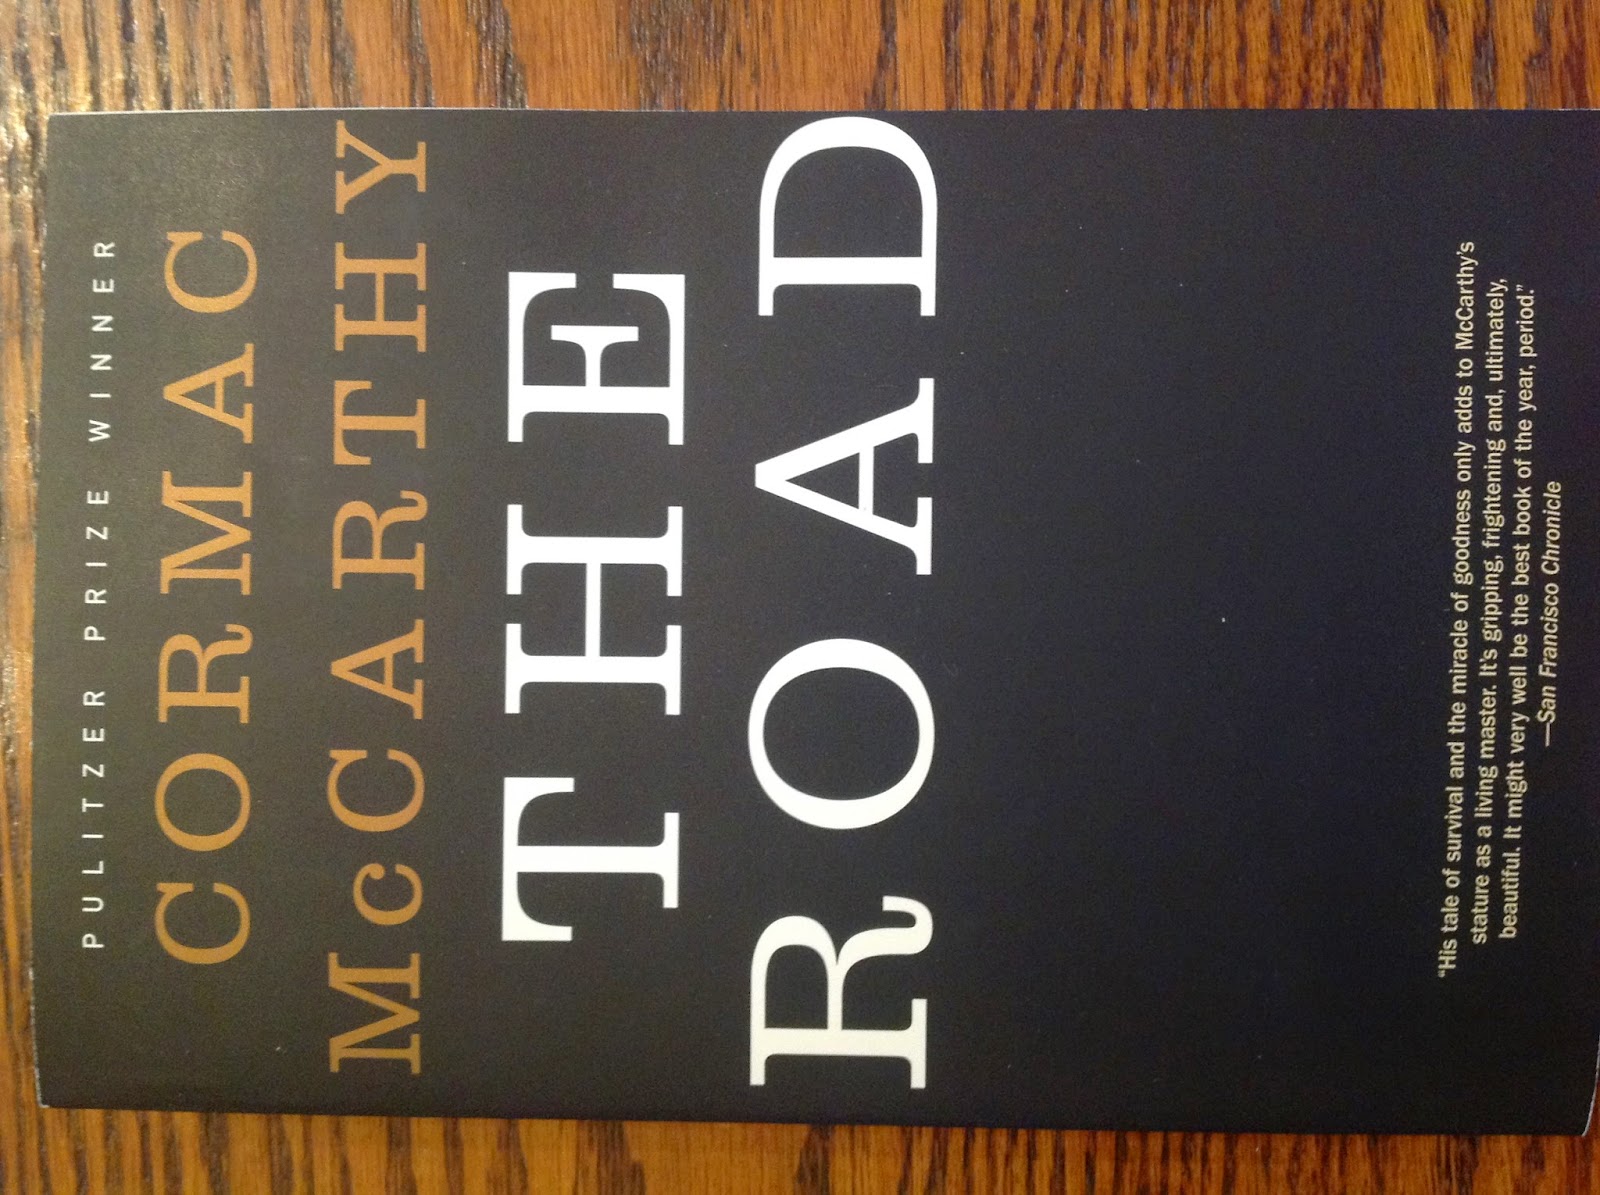 PULITZER PRIZE WINNER
CORMAC
McCARTHY
THE
ROAD
“His tale of survival and the miracle of goodness only adds to McCarthy’s
stature as a living master. It’s gripping, frightening and, ultimately,
beautiful. It might very well be the best book of the year, period.”
—San Francisco Chronicle